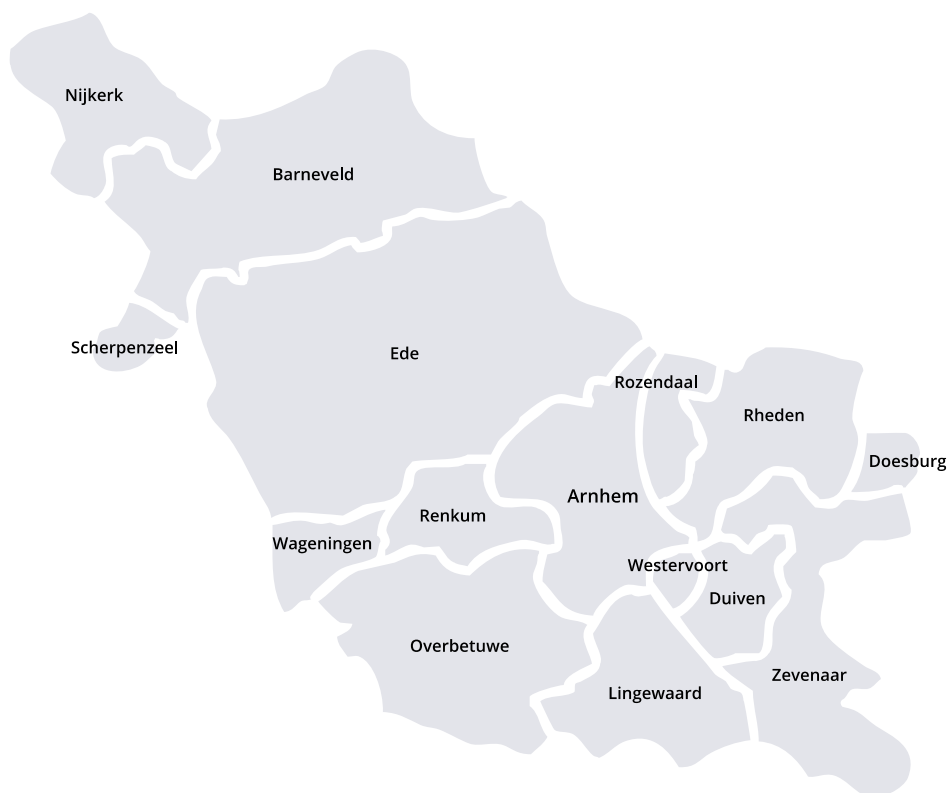 Nijkerk
Barneveld
Scherpenzeel
Ede
Rozendaal
Rheden
Doesburg
Arnhem
Renkum
Wageningen
Westervoort
Duiven
Overbetuwe
Zevenaar
Lingewaard